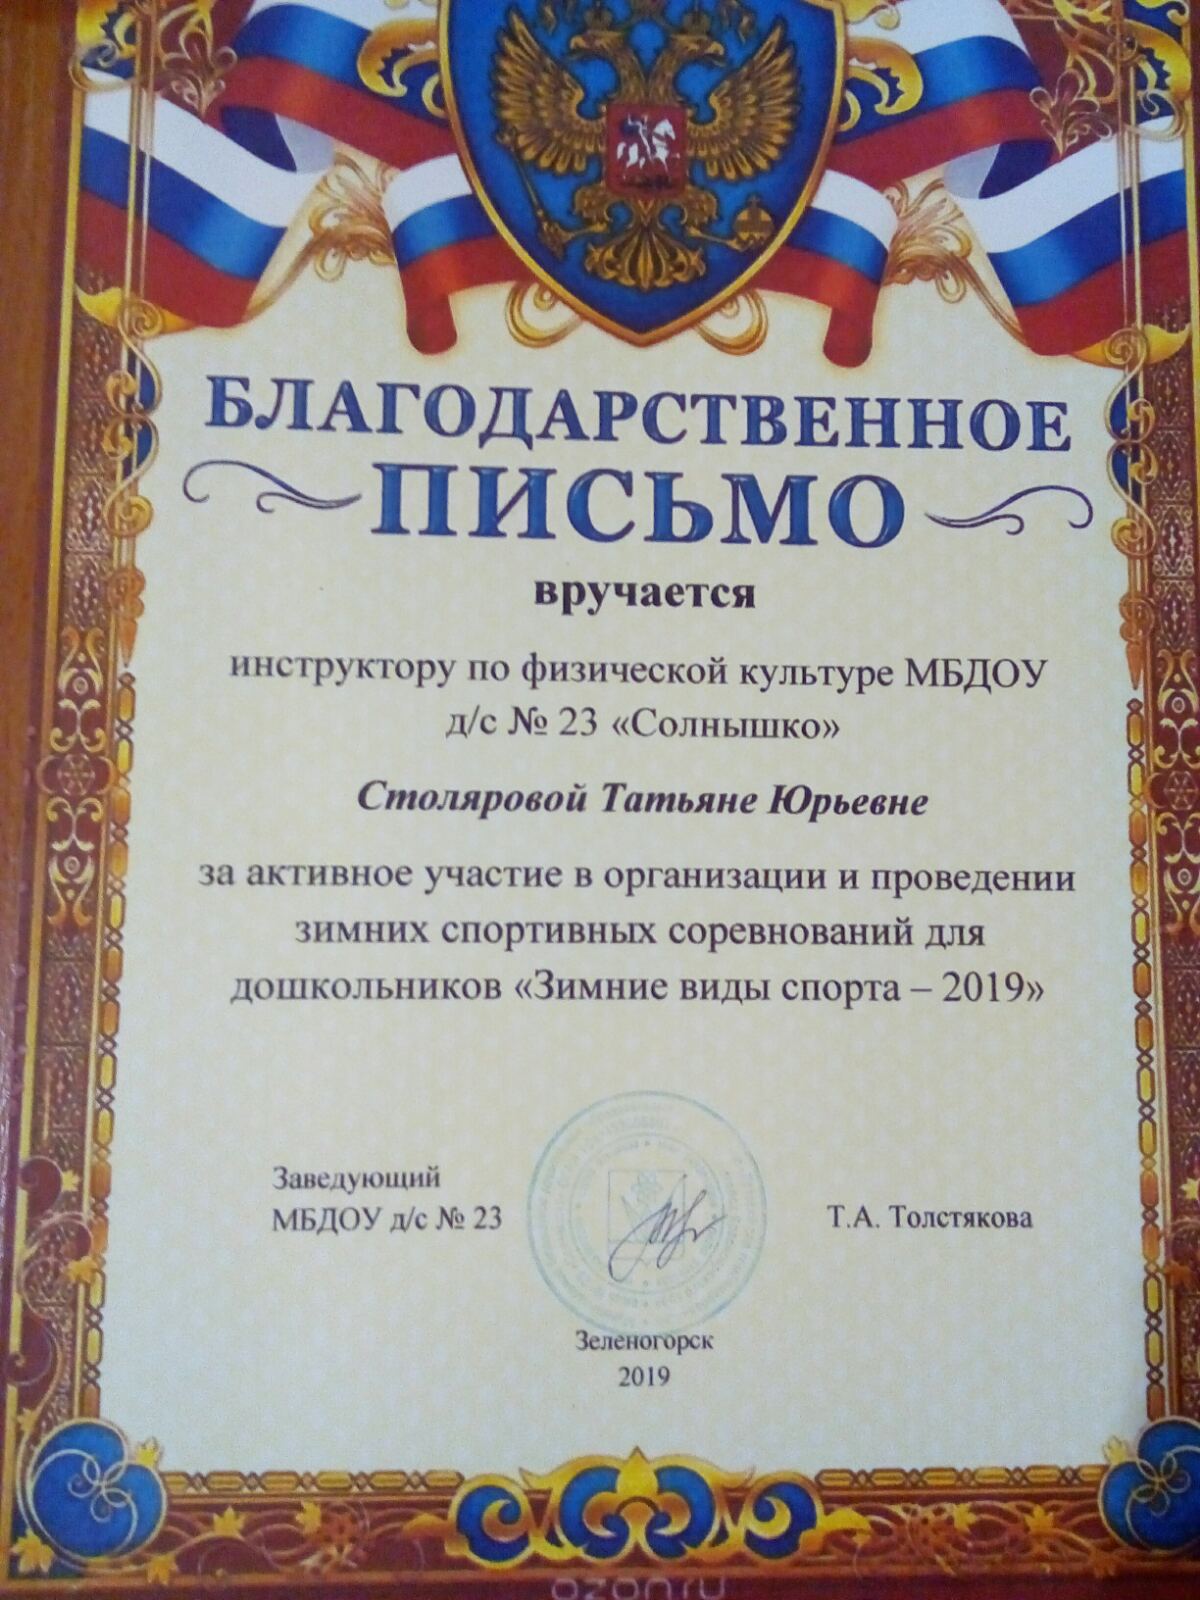 БЛАГОДАРСТВЕННОЕ
ПИСЬМО
вручается
инструктору по физической культуре МБДОУ
д/с № 23 «Солнышко»
Столяровой Татьяне Юрьевне
за активное участие в организации и проведении
зимних спортивных соревнований для
дошкольников «Зимние виды спорта – 2019»
Заведующий
МБДОУ д/с № 23
Т.А. Толстякова
Зеленогорск
2019
ozon.ru